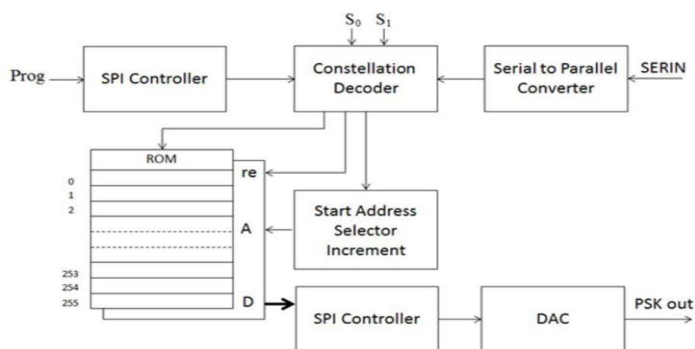 S₀ S₁
Prog
SPI Controller
Constellation
Decoder
Serial to Parallel
Converter
SERIN
ROM
re
0
1
2
A
Start Address
Selector
Increment
253
254
255
D
SPI Controller
DAC
PSK out